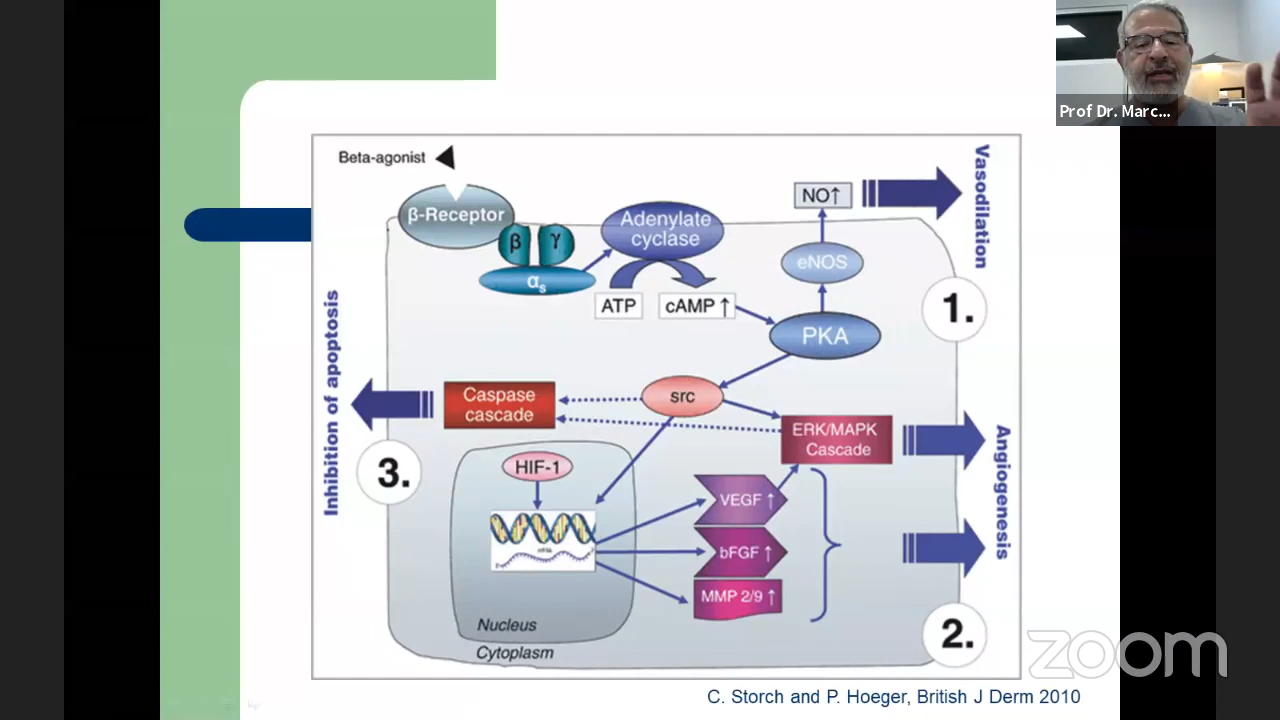 Prof Dr. Marc...
Beta-agonist
β-Receptor
β
γ
αs
Adenylate
cyclase
ATP
cAMP ↑
NO↑
eNOS
PKA
Vasodilation
1.
src
Caspase
cascade
Inhibition of apoptosis
3.
ERK/MAPK
Cascade
Angiogenesis
HIF-1
VEGF ↑
bFGF ↑
MMP 2/9 ↑
Nucleus
Cytoplasm
2.
zoom
C. Storch and P. Hoeger, British J Derm 2010